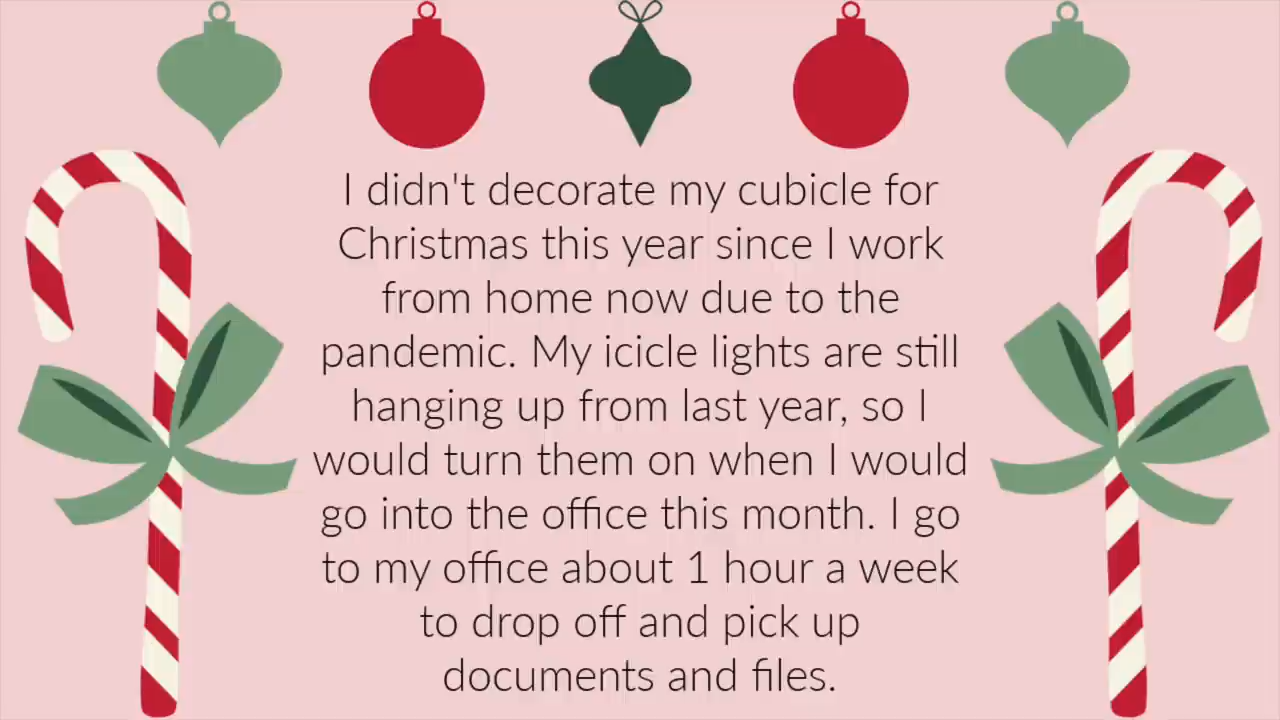 I didn't decorate my cubicle for
Christmas this year since I work
from home now due to the
pandemic. My icicle lights are still
hanging up from last year, so I
would turn them on when I would
go into the office this month. I go
to my office about 1 hour a week
to drop off and pick up
documents and files.